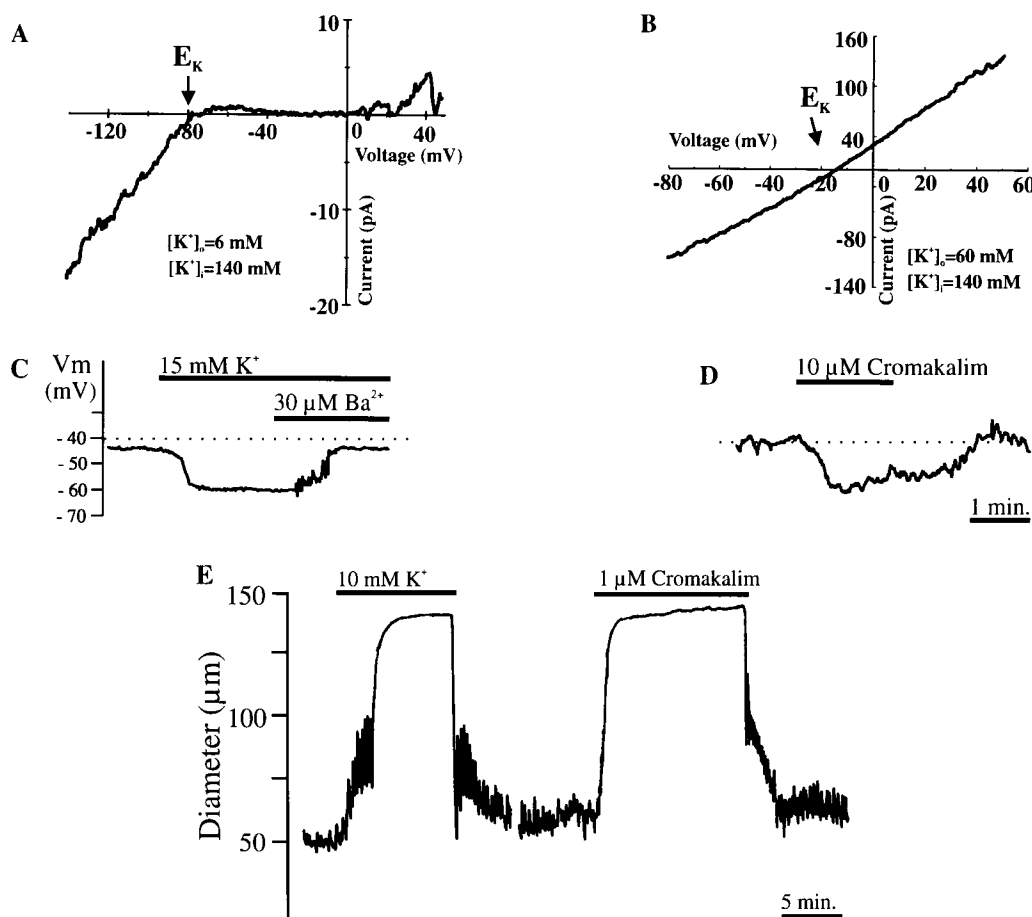 A
10
E_K
-120
-80
-40
0
40
Voltage (mV)
-10
-20
Current (pA)
[K⁺]ₒ=6 mM
[K⁺]ᵢ=140 mM
B
160
100
40
E_K
Voltage (mV)
-80
-60
-40
-20
0
20
40
60
-80
-140
Current (pA)
[K⁺]ₒ=60 mM
[K⁺]ᵢ=140 mM
C
Vm
(mV)
15 mM K⁺
30 µM Ba²⁺
- 40
- 50
- 60
- 70
D
10 µM Cromakalim
1 min.
E
10 mM K⁺
1 µM Cromakalim
150
100
50
Diameter (µm)
5 min.